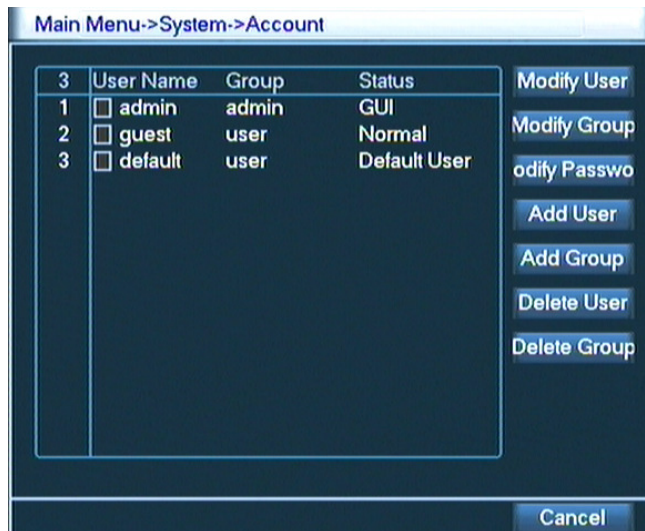 Main Menu->System->Account
3 User Name Group Status
1 admin admin GUI
2 guest user Normal
3 default user Default User
Modify User
Modify Group
odify Passwo
Add User
Add Group
Delete User
Delete Group
Cancel